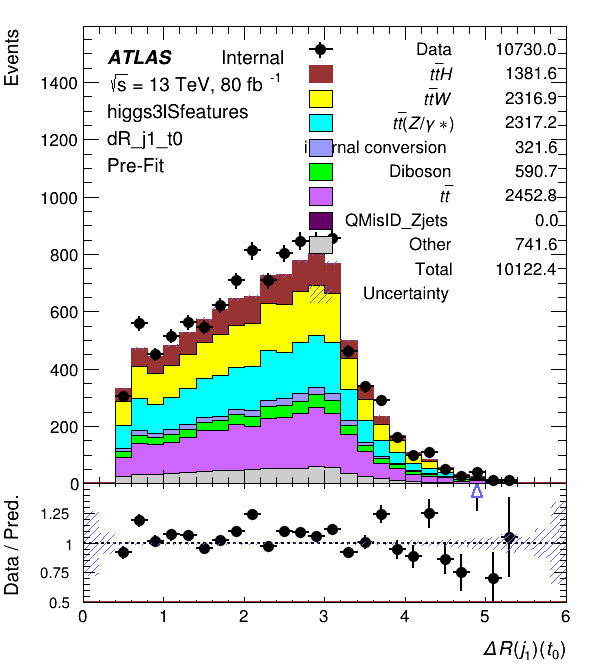 Events
ATLAS Internal
√s = 13 TeV, 80 fb⁻¹
higgs3lSfeatures
dR_j1_t0
Pre-Fit
Data 10730.0
tt̅H 1381.6
tt̅W 2316.9
tt̅(Z/γ*) 2317.2
internal conversion 321.6
Diboson 590.7
tt̅ 2452.8
QMisID_Zjets 0.0
Other 741.6
Total 10122.4
Uncertainty
1400
1200
1000
800
600
400
200
0
Data / Pred.
1.25
1
0.75
0.5
0 1 2 3 4 5 6
ΔR(j₁)(t₀)